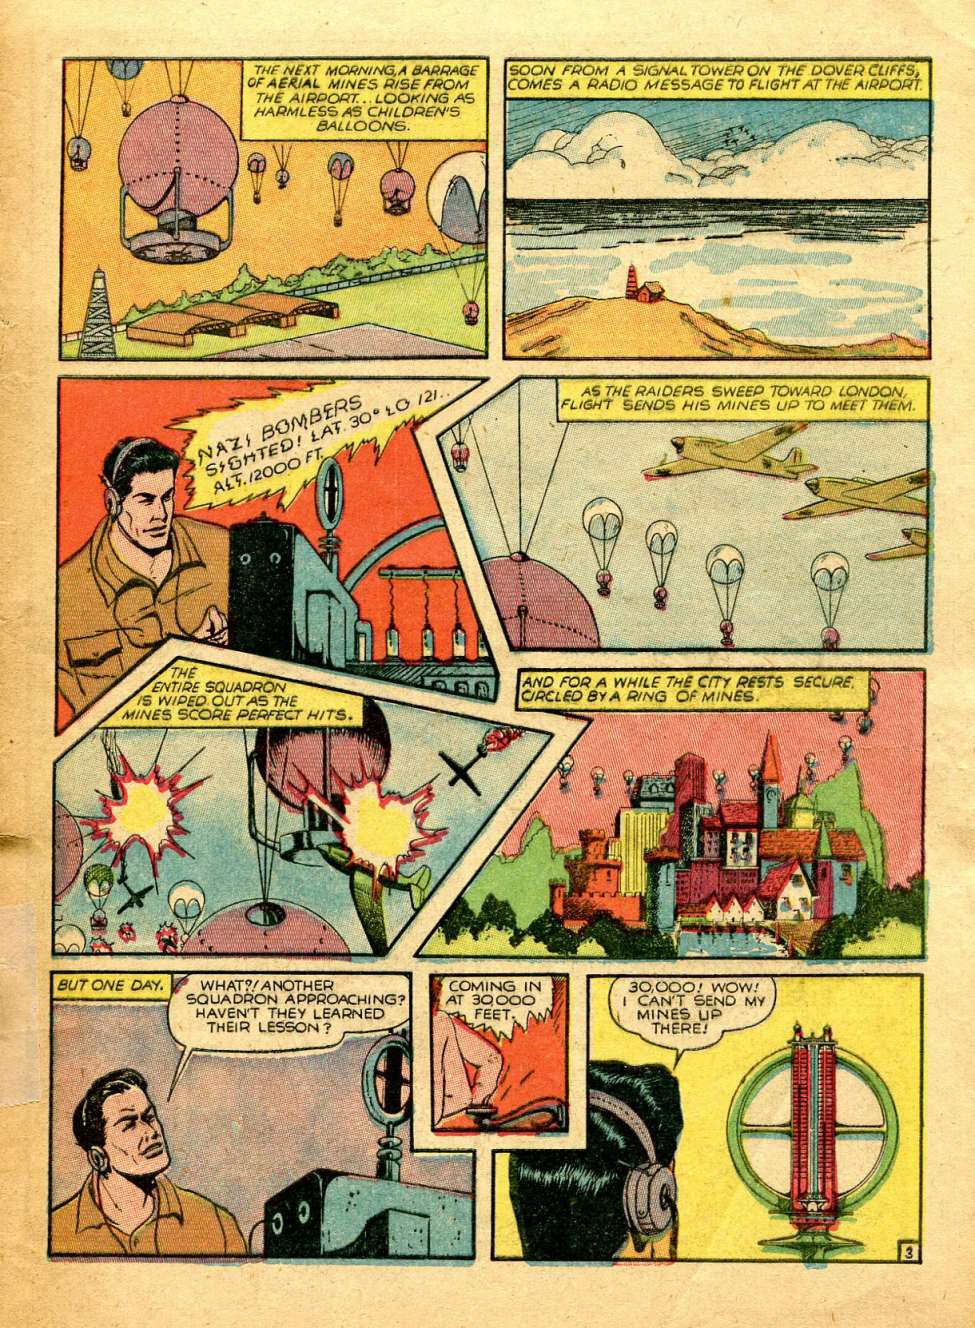 THE NEXT MORNING, A BARRAGE
OF AERIAL MINES RISE FROM
THE AIRPORT... LOOKING AS
HARMLESS AS CHILDREN'S
BALLOONS.
SOON FROM A SIGNAL TOWER ON THE DOVER CLIFFS,
COMES A RADIO MESSAGE TO FLIGHT AT THE AIRPORT.
NAZI BOMBERS
SIGHTED! LAT. 30° LO 121..
ALT. 12000 FT.
AS THE RAIDERS SWEEP TOWARD LONDON,
FLIGHT SENDS HIS MINES UP TO MEET THEM.
THE
ENTIRE SQUADRON
IS WIPED OUT AS THE
MINES SCORE PERFECT HITS.
AND FOR A WHILE THE CITY RESTS SECURE,
CIRCLED BY A RING OF MINES.
BUT ONE DAY.
WHAT?! ANOTHER
SQUADRON APPROACHING?
HAVEN'T THEY LEARNED
THEIR LESSON?
COMING IN
AT 30,000
FEET.
30,000! WOW!
I CAN'T SEND MY
MINES UP
THERE!
3